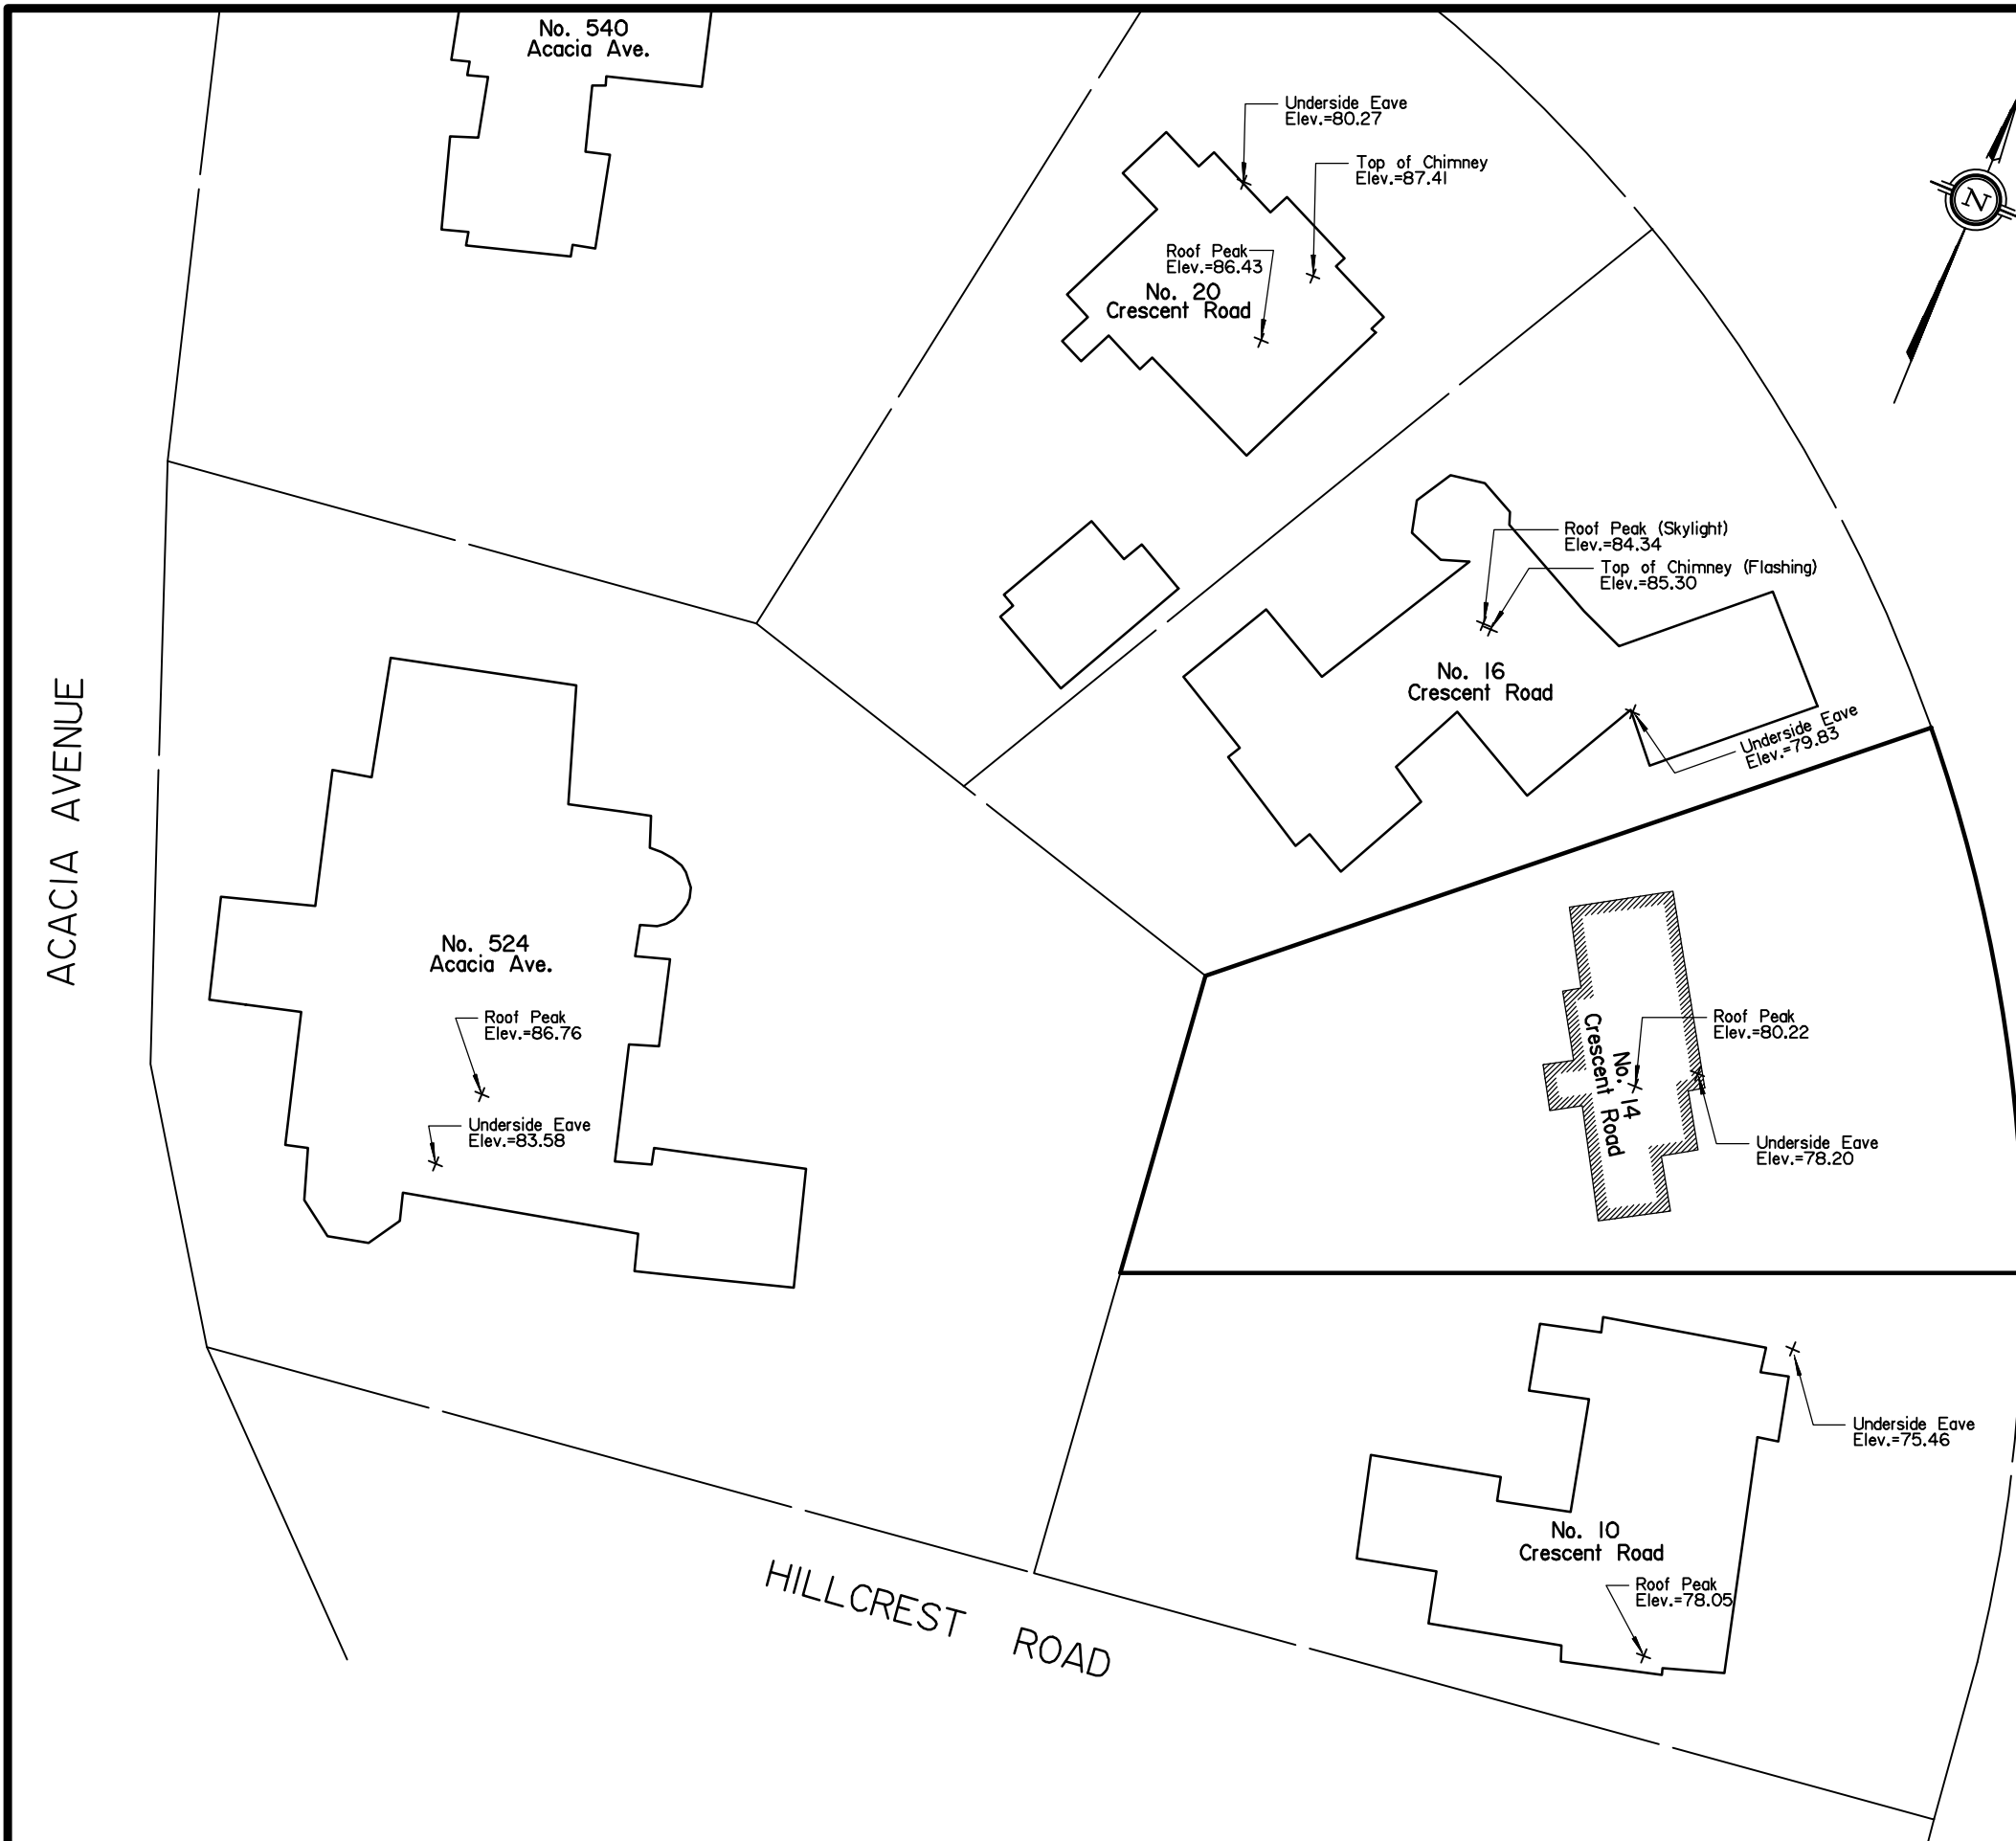 No. 540
Acacia Ave.
Underside Eave
Elev.=80.27
Top of Chimney
Elev.=87.41
Roof Peak
Elev.=86.43
No. 20
Crescent Road
N
Roof Peak (Skylight)
Elev.=84.34
Top of Chimney (Flashing)
Elev.=85.30
No. 16
Crescent Road
Underside Eave
Elev.=79.83
ACACIA AVENUE
No. 524
Acacia Ave.
Roof Peak
Elev.=86.76
Underside Eave
Elev.=83.58
No. 14
Crescent Road
Roof Peak
Elev.=80.22
Underside Eave
Elev.=78.20
Underside Eave
Elev.=75.46
No. 10
Crescent Road
Roof Peak
Elev.=78.05
HILLCREST ROAD